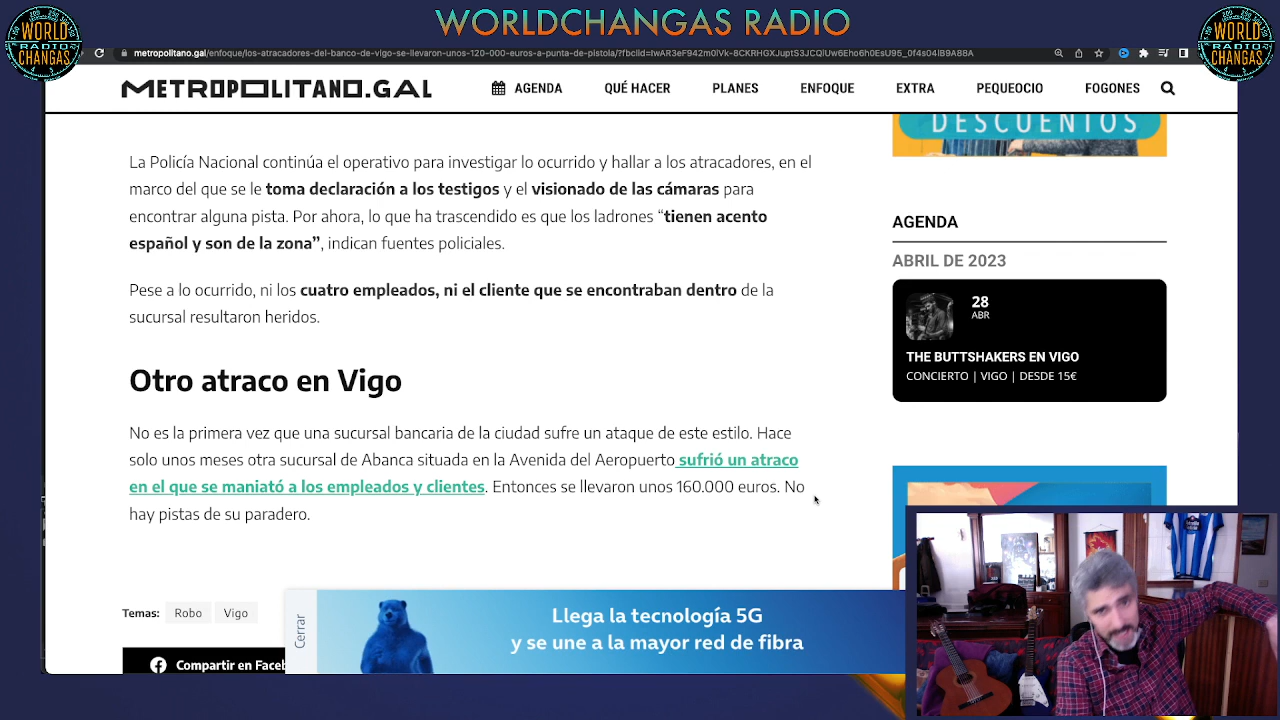 WORLDCHANGAS RADIO
WORLD
RADIO
CHANGAS
WORLD
RADIO
CHANGAS
metropolitano.gal/enfoque/los-atracadores-del-banco-de-vigo-se-llevaron-unos-120-000-euros-a-punta-de-pistola/
METROPOLITANO.GAL
AGENDA QUÉ HACER PLANES ENFOQUE EXTRA PEQUEOCIO FOGONES
DESCUENTOS
La Policía Nacional continúa el operativo para investigar lo ocurrido y hallar a los atracadores, en el
marco del que se le toma declaración a los testigos y el visionado de las cámaras para
encontrar alguna pista. Por ahora, lo que ha trascendido es que los ladrones “tienen acento
español y son de la zona”, indican fuentes policiales.
Pese a lo ocurrido, ni los cuatro empleados, ni el cliente que se encontraban dentro de la
sucursal resultaron heridos.
Otro atraco en Vigo
No es la primera vez que una sucursal bancaria de la ciudad sufre un ataque de este estilo. Hace
solo unos meses otra sucursal de Abanca situada en la Avenida del Aeropuerto sufrió un atraco
en el que se maniató a los empleados y clientes. Entonces se llevaron unos 160.000 euros. No
hay pistas de su paradero.
Temas: Robo Vigo
Compartir en Faceb
AGENDA
ABRIL DE 2023
28
ABR
THE BUTTSHAKERS EN VIGO
CONCIERTO | VIGO | DESDE 15€
Cerrar
Llega la tecnología 5G
y se une a la mayor red de fibra